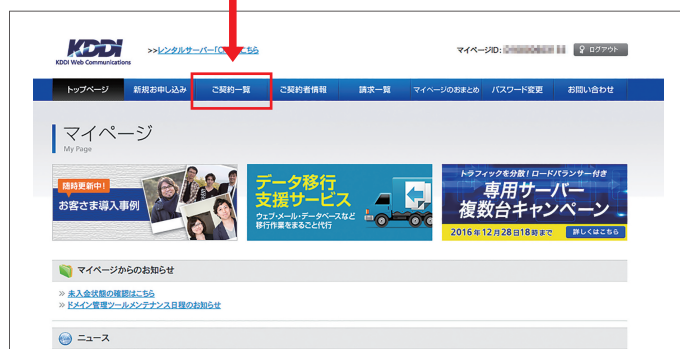 KDDI
KDDI Web Communications
>>レンタルサーバー「C
こちら
マイページID:
ログアウト
トップページ
新規お申し込み
ご契約一覧
ご契約者情報
請求一覧
マイページのおまとめ
パスワード変更
お問い合わせ
マイページ
My Page
随時更新中!
お客さま導入事例
データ移行
支援サービス
ウェブ・メール・データベースなど
移行作業をまるごと代行
トラフィックを分散!ロードバランサー付き
専用サーバー
複数台キャンペーン
2016年12月28日18時まで
詳しくはこちら
マイページからのお知らせ
≫ 未入金状態の確認はこちら
≫ ドメイン管理ツールメンテナンス日程のお知らせ
ニュース